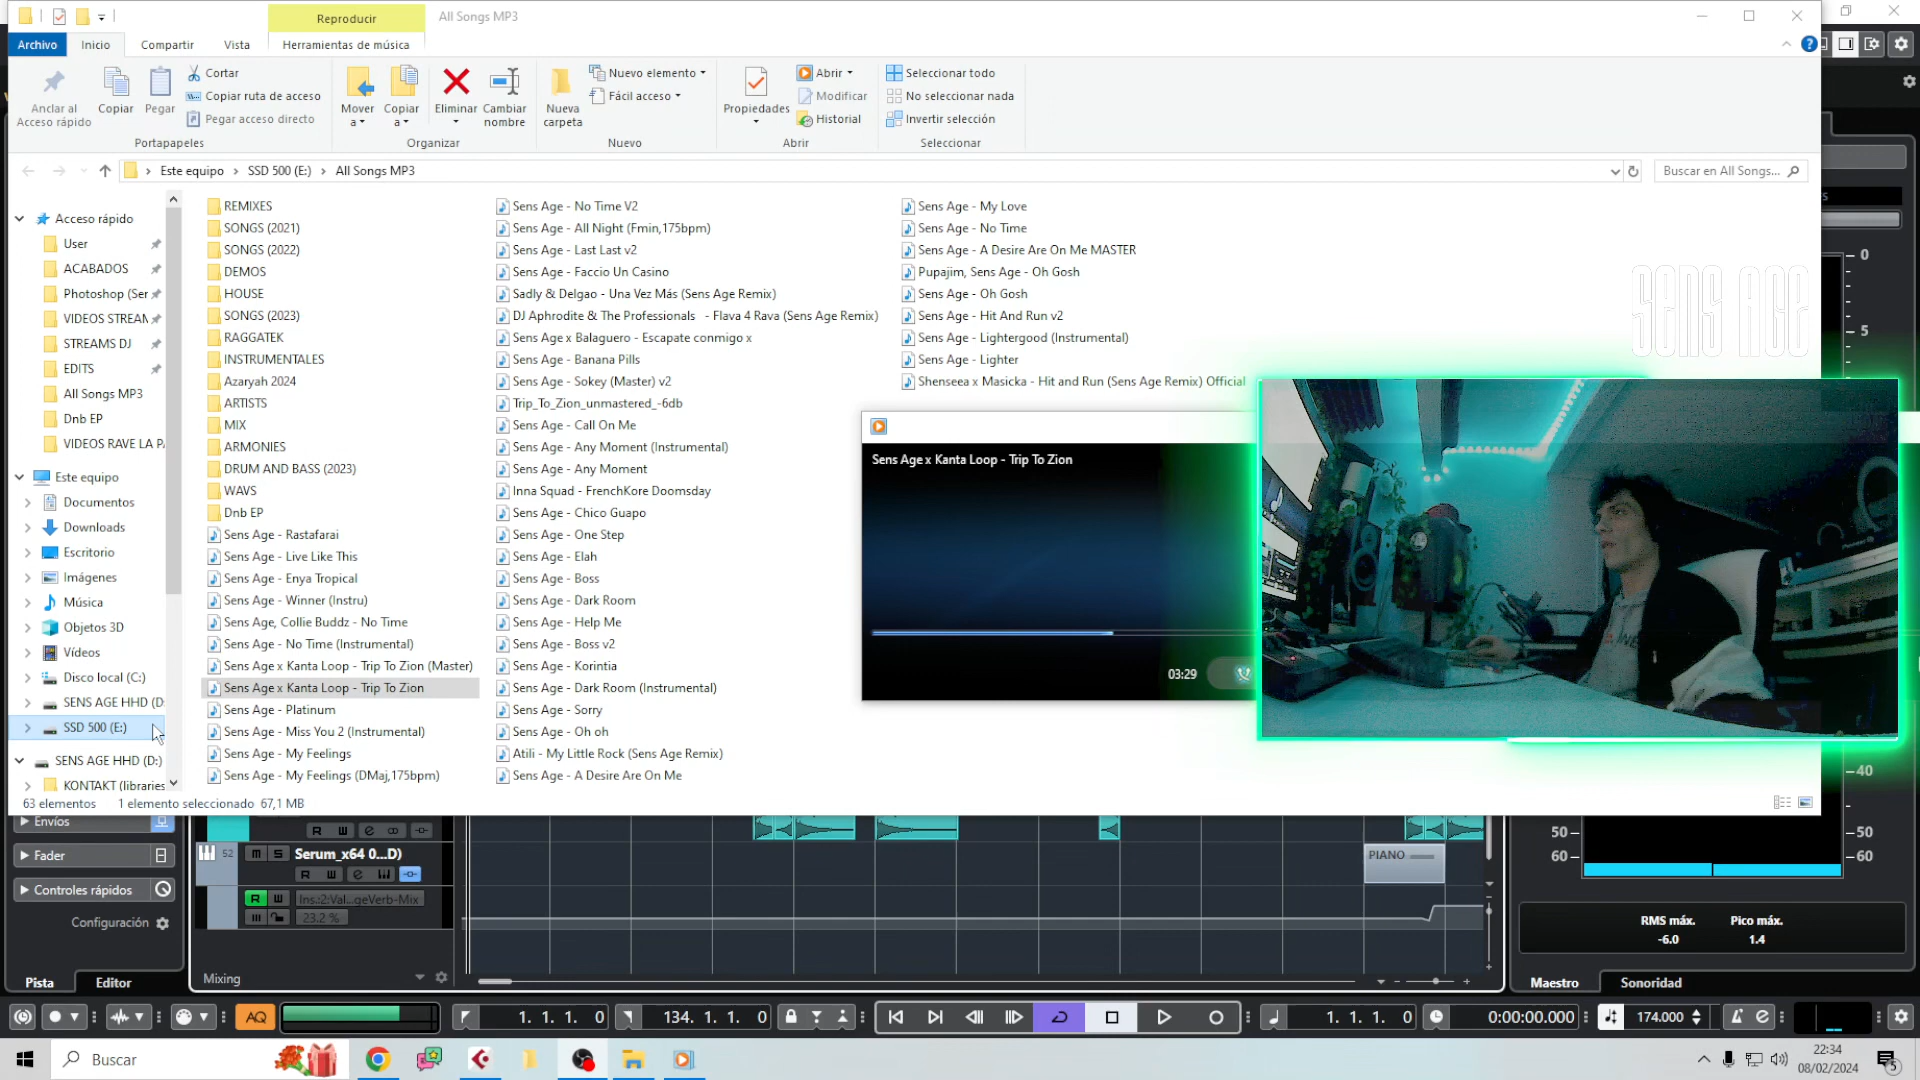 Reproducir
All Songs MP3
Archivo
Inicio
Compartir
Vista
Herramientas de música
Anclar al
Acceso rápido
Copiar
Pegar
Cortar
Copiar ruta de acceso
Pegar acceso directo
Portapapeles
Mover
a
Copiar
a
Eliminar
Cambiar
nombre
Organizar
Nueva
carpeta
Nuevo elemento
Fácil acceso
Nuevo
Propiedades
Abrir
Modificar
Historial
Abrir
Seleccionar todo
No seleccionar nada
Invertir selección
Seleccionar
Este equipo > SSD 500 (E:) > All Songs MP3
Buscar en All Songs...
Acceso rápido
User
ACABADOS
Photoshop (Ser
VIDEOS STREAM
STREAMS DJ
EDITS
All Songs MP3
Dnb EP
VIDEOS RAVE LA PA
Este equipo
Documentos
Downloads
Escritorio
Imágenes
Música
Objetos 3D
Vídeos
Disco local (C:)
SENS AGE HHD (D:
SSD 500 (E:)
SENS AGE HHD (D:)
KONTAKT (libraries
REMIXES
SONGS (2021)
SONGS (2022)
DEMOS
HOUSE
SONGS (2023)
RAGGATEK
INSTRUMENTALES
Azaryah 2024
ARTISTS
MIX
ARMONIES
DRUM AND BASS (2023)
WAVS
Dnb EP
Sens Age - Rastafarai
Sens Age - Live Like This
Sens Age - Enya Tropical
Sens Age - Winner (Instru)
Sens Age, Collie Buddz - No Time
Sens Age - No Time (Instrumental)
Sens Age x Kanta Loop - Trip To Zion (Master)
Sens Age x Kanta Loop - Trip To Zion
Sens Age - Platinum
Sens Age - Miss You 2 (Instrumental)
Sens Age - My Feelings
Sens Age - My Feelings (DMaj,175bpm)
Sens Age - No Time V2
Sens Age - All Night (Fmin,175bpm)
Sens Age - Last Last v2
Sens Age - Faccio Un Casino
Sadly & Delgao - Una Vez Más (Sens Age Remix)
DJ Aphrodite & The Professionals - Flava 4 Rava (Sens Age Remix)
Sens Age x Balaguero - Escapate conmigo x
Sens Age - Banana Pills
Sens Age - Sokey (Master) v2
Trip_To_Zion_unmastered_-6db
Sens Age - Call On Me
Sens Age - Any Moment (Instrumental)
Sens Age - Any Moment
Inna Squad - FrenchKore Doomsday
Sens Age - Chico Guapo
Sens Age - One Step
Sens Age - Elah
Sens Age - Boss
Sens Age - Dark Room
Sens Age - Help Me
Sens Age - Boss v2
Sens Age - Korintia
Sens Age - Dark Room (Instrumental)
Sens Age - Sorry
Sens Age - Oh oh
Atili - My Little Rock (Sens Age Remix)
Sens Age - A Desire Are On Me
Sens Age - My Love
Sens Age - No Time
Sens Age - A Desire Are On Me MASTER
Pupajim, Sens Age - Oh Gosh
Sens Age - Oh Gosh
Sens Age - Hit And Run v2
Sens Age - Lightergood (Instrumental)
Sens Age - Lighter
Shenseea x Masicka - Hit and Run (Sens Age Remix) Official
SENS AGE
Sens Age x Kanta Loop - Trip To Zion
03:29
63 elementos 1 elemento seleccionado 67,1 MB
0
5
40
50 50
60 60
Envíos
Fader
Controles rápidos
Configuración
Pista
Editor
52
Serum_x64 0...D)
Ins.:2:Val...geVerb-Mix
23.2 %
PIANO
Mixing
RMS máx. Pico máx.
-6.0 1.4
Maestro
Sonoridad
AQ
1. 1. 1. 0
134. 1. 1. 0
1. 1. 1. 0
0:00:00.000
174.000
Buscar
22:34
08/02/2024
5